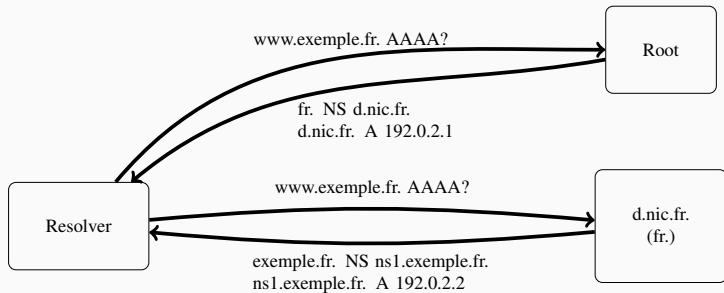 www.exemple.fr. AAAA?
Root
fr. NS d.nic.fr.
d.nic.fr. A 192.0.2.1
www.exemple.fr. AAAA?
Resolver
d.nic.fr.
(fr.)
exemple.fr. NS ns1.exemple.fr.
ns1.exemple.fr. A 192.0.2.2